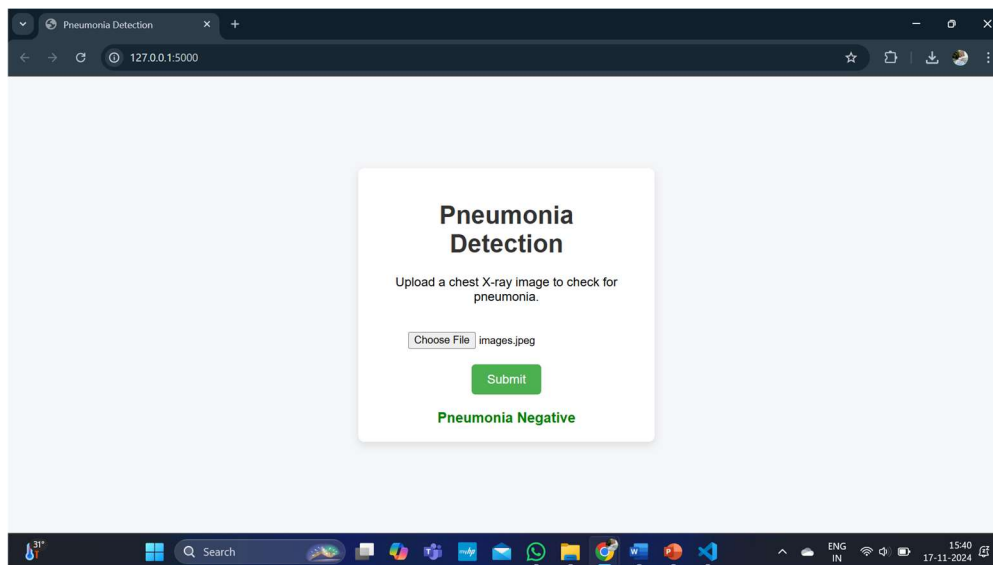 Pneumonia Detection
127.0.0.1:5000
Pneumonia
Detection
Upload a chest X-ray image to check for
pneumonia.
Choose File images.jpeg
Submit
Pneumonia Negative
31°
Search
myhp
W
P
ENG
IN
15:40
17-11-2024